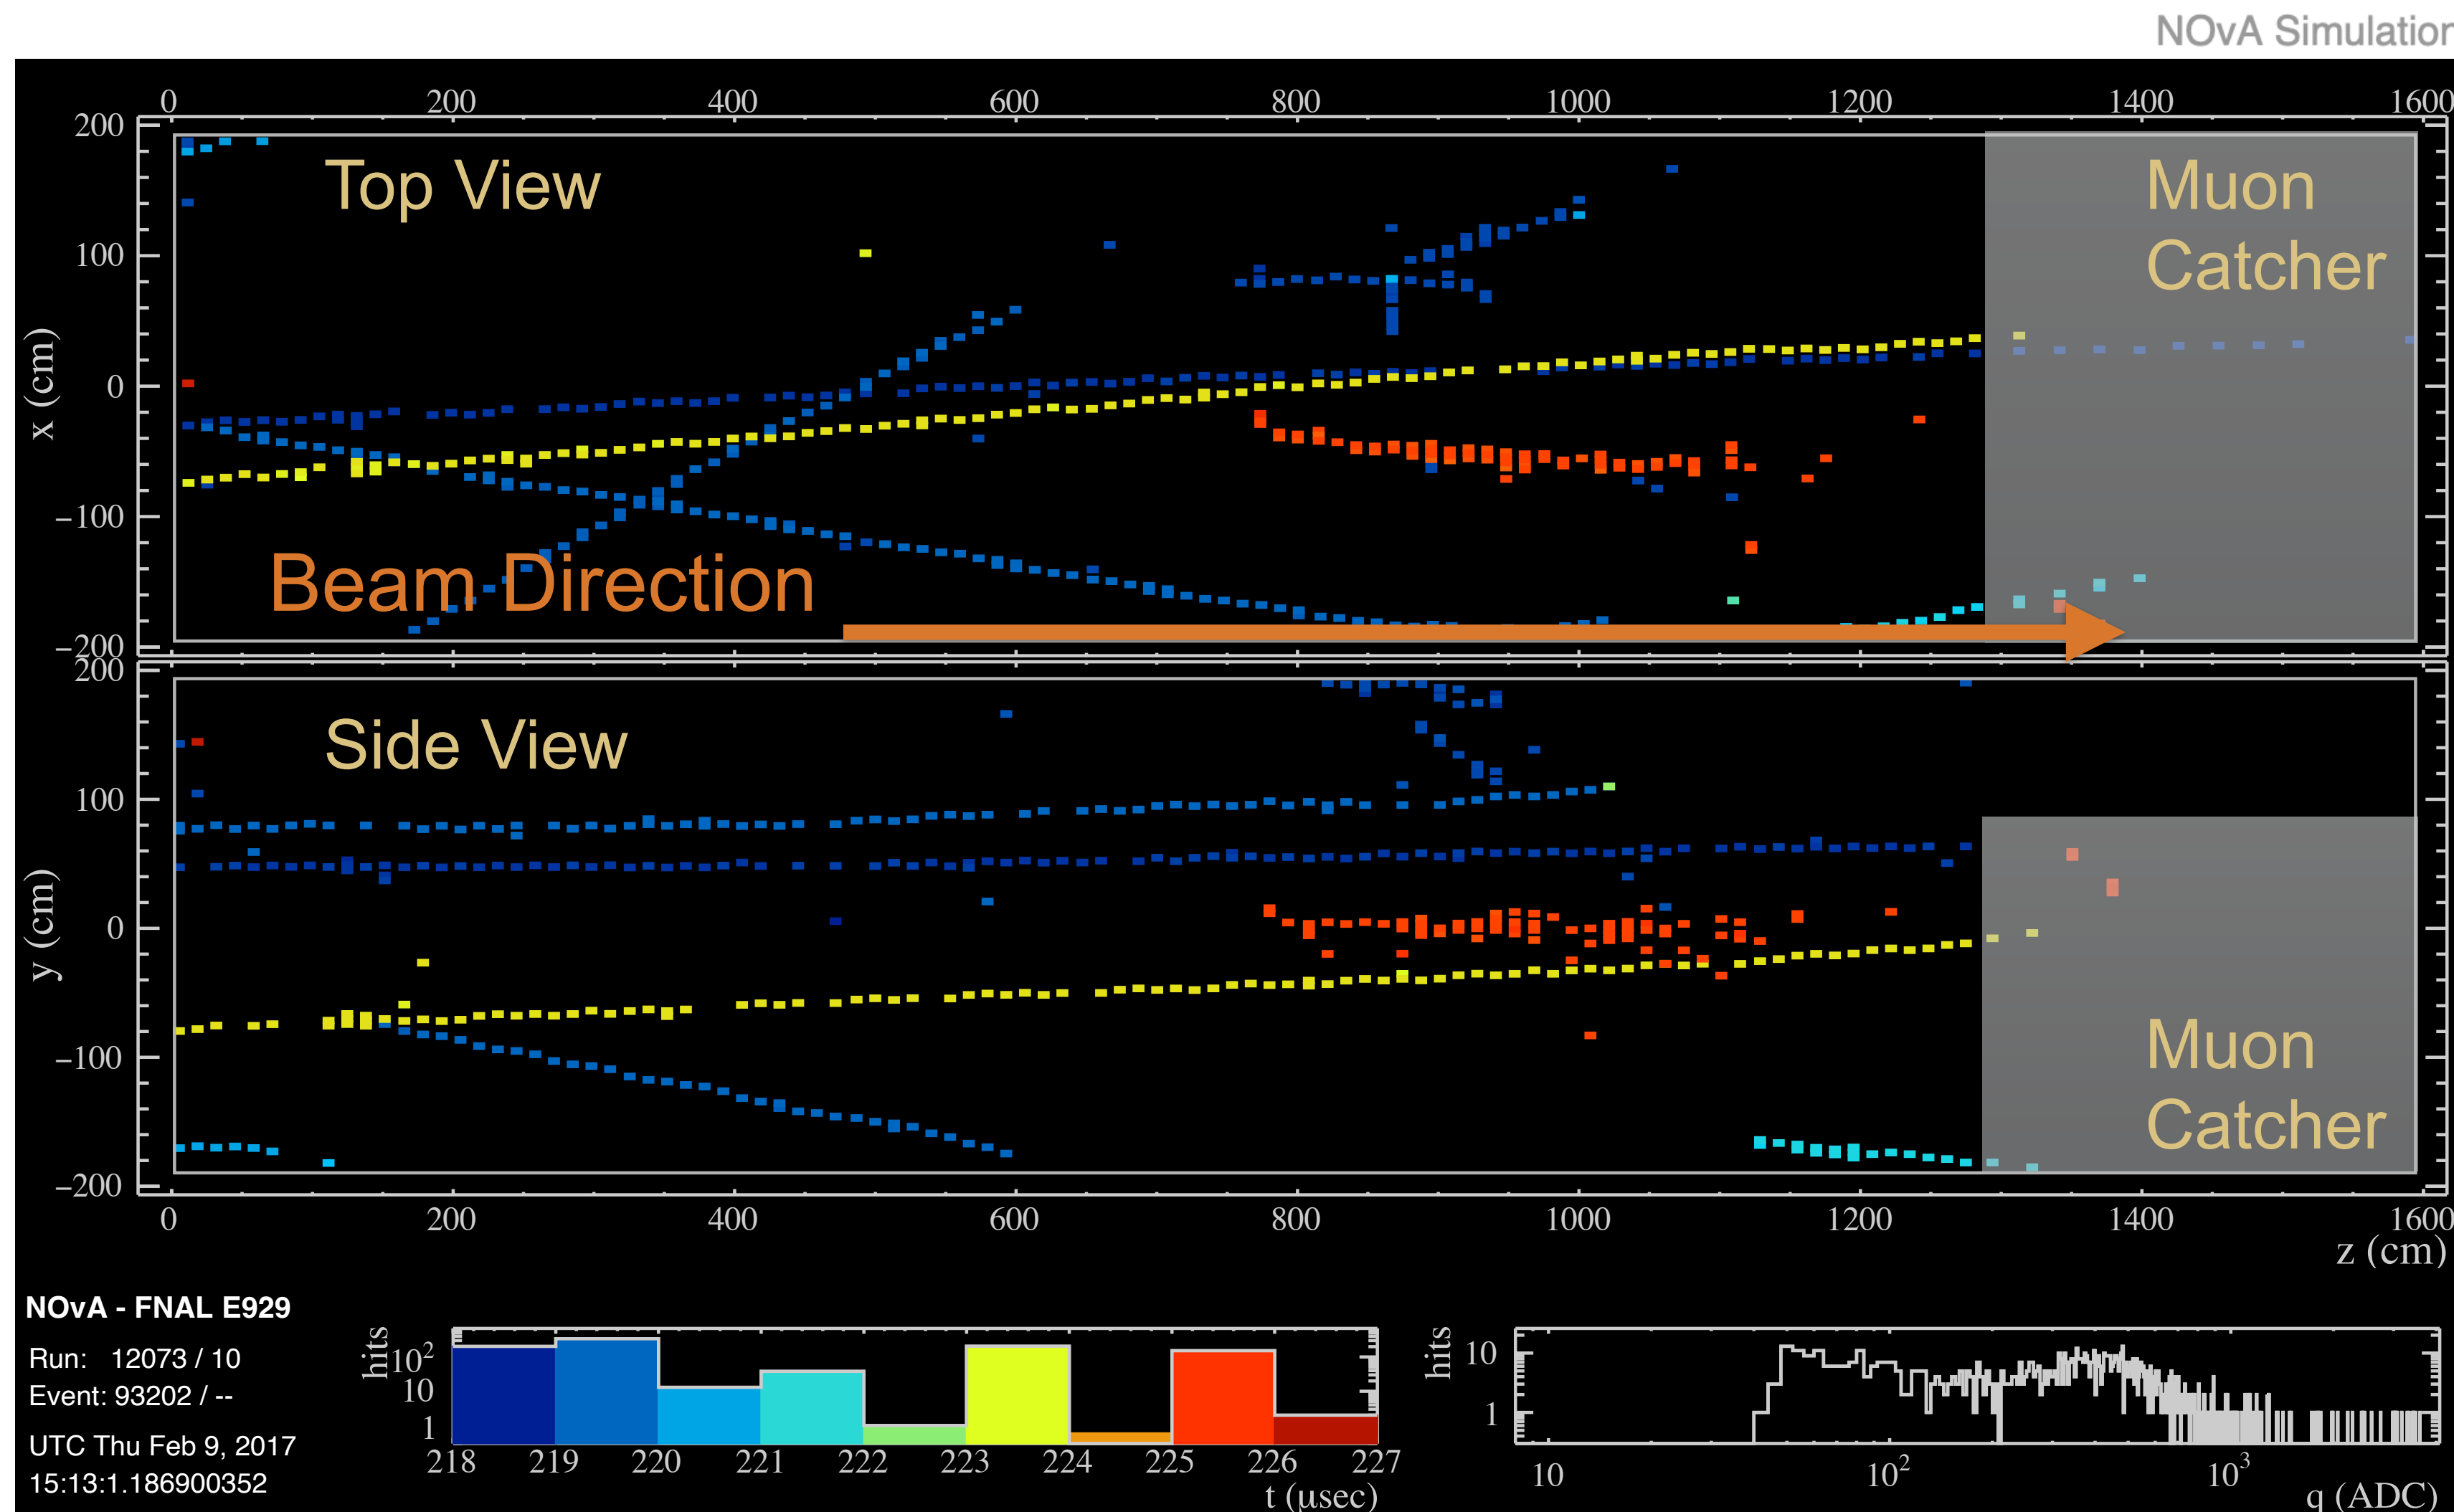 NOvA Simulation
0 200 400 600 800 1000 1200 1400 1600
200
100
0
−100
−200
x (cm)
Top View
Muon
Catcher
Beam Direction
200
100
0
−100
−200
y (cm)
Side View
Muon
Catcher
0 200 400 600 800 1000 1200 1400 1600
z (cm)
NOvA - FNAL E929
Run: 12073 / 10
Event: 93202 / --
UTC Thu Feb 9, 2017
15:13:1.186900352
hits
10²
10
1
218 219 220 221 222 223 224 225 226 227
t (μsec)
hits
10
1
10 10² 10³
q (ADC)